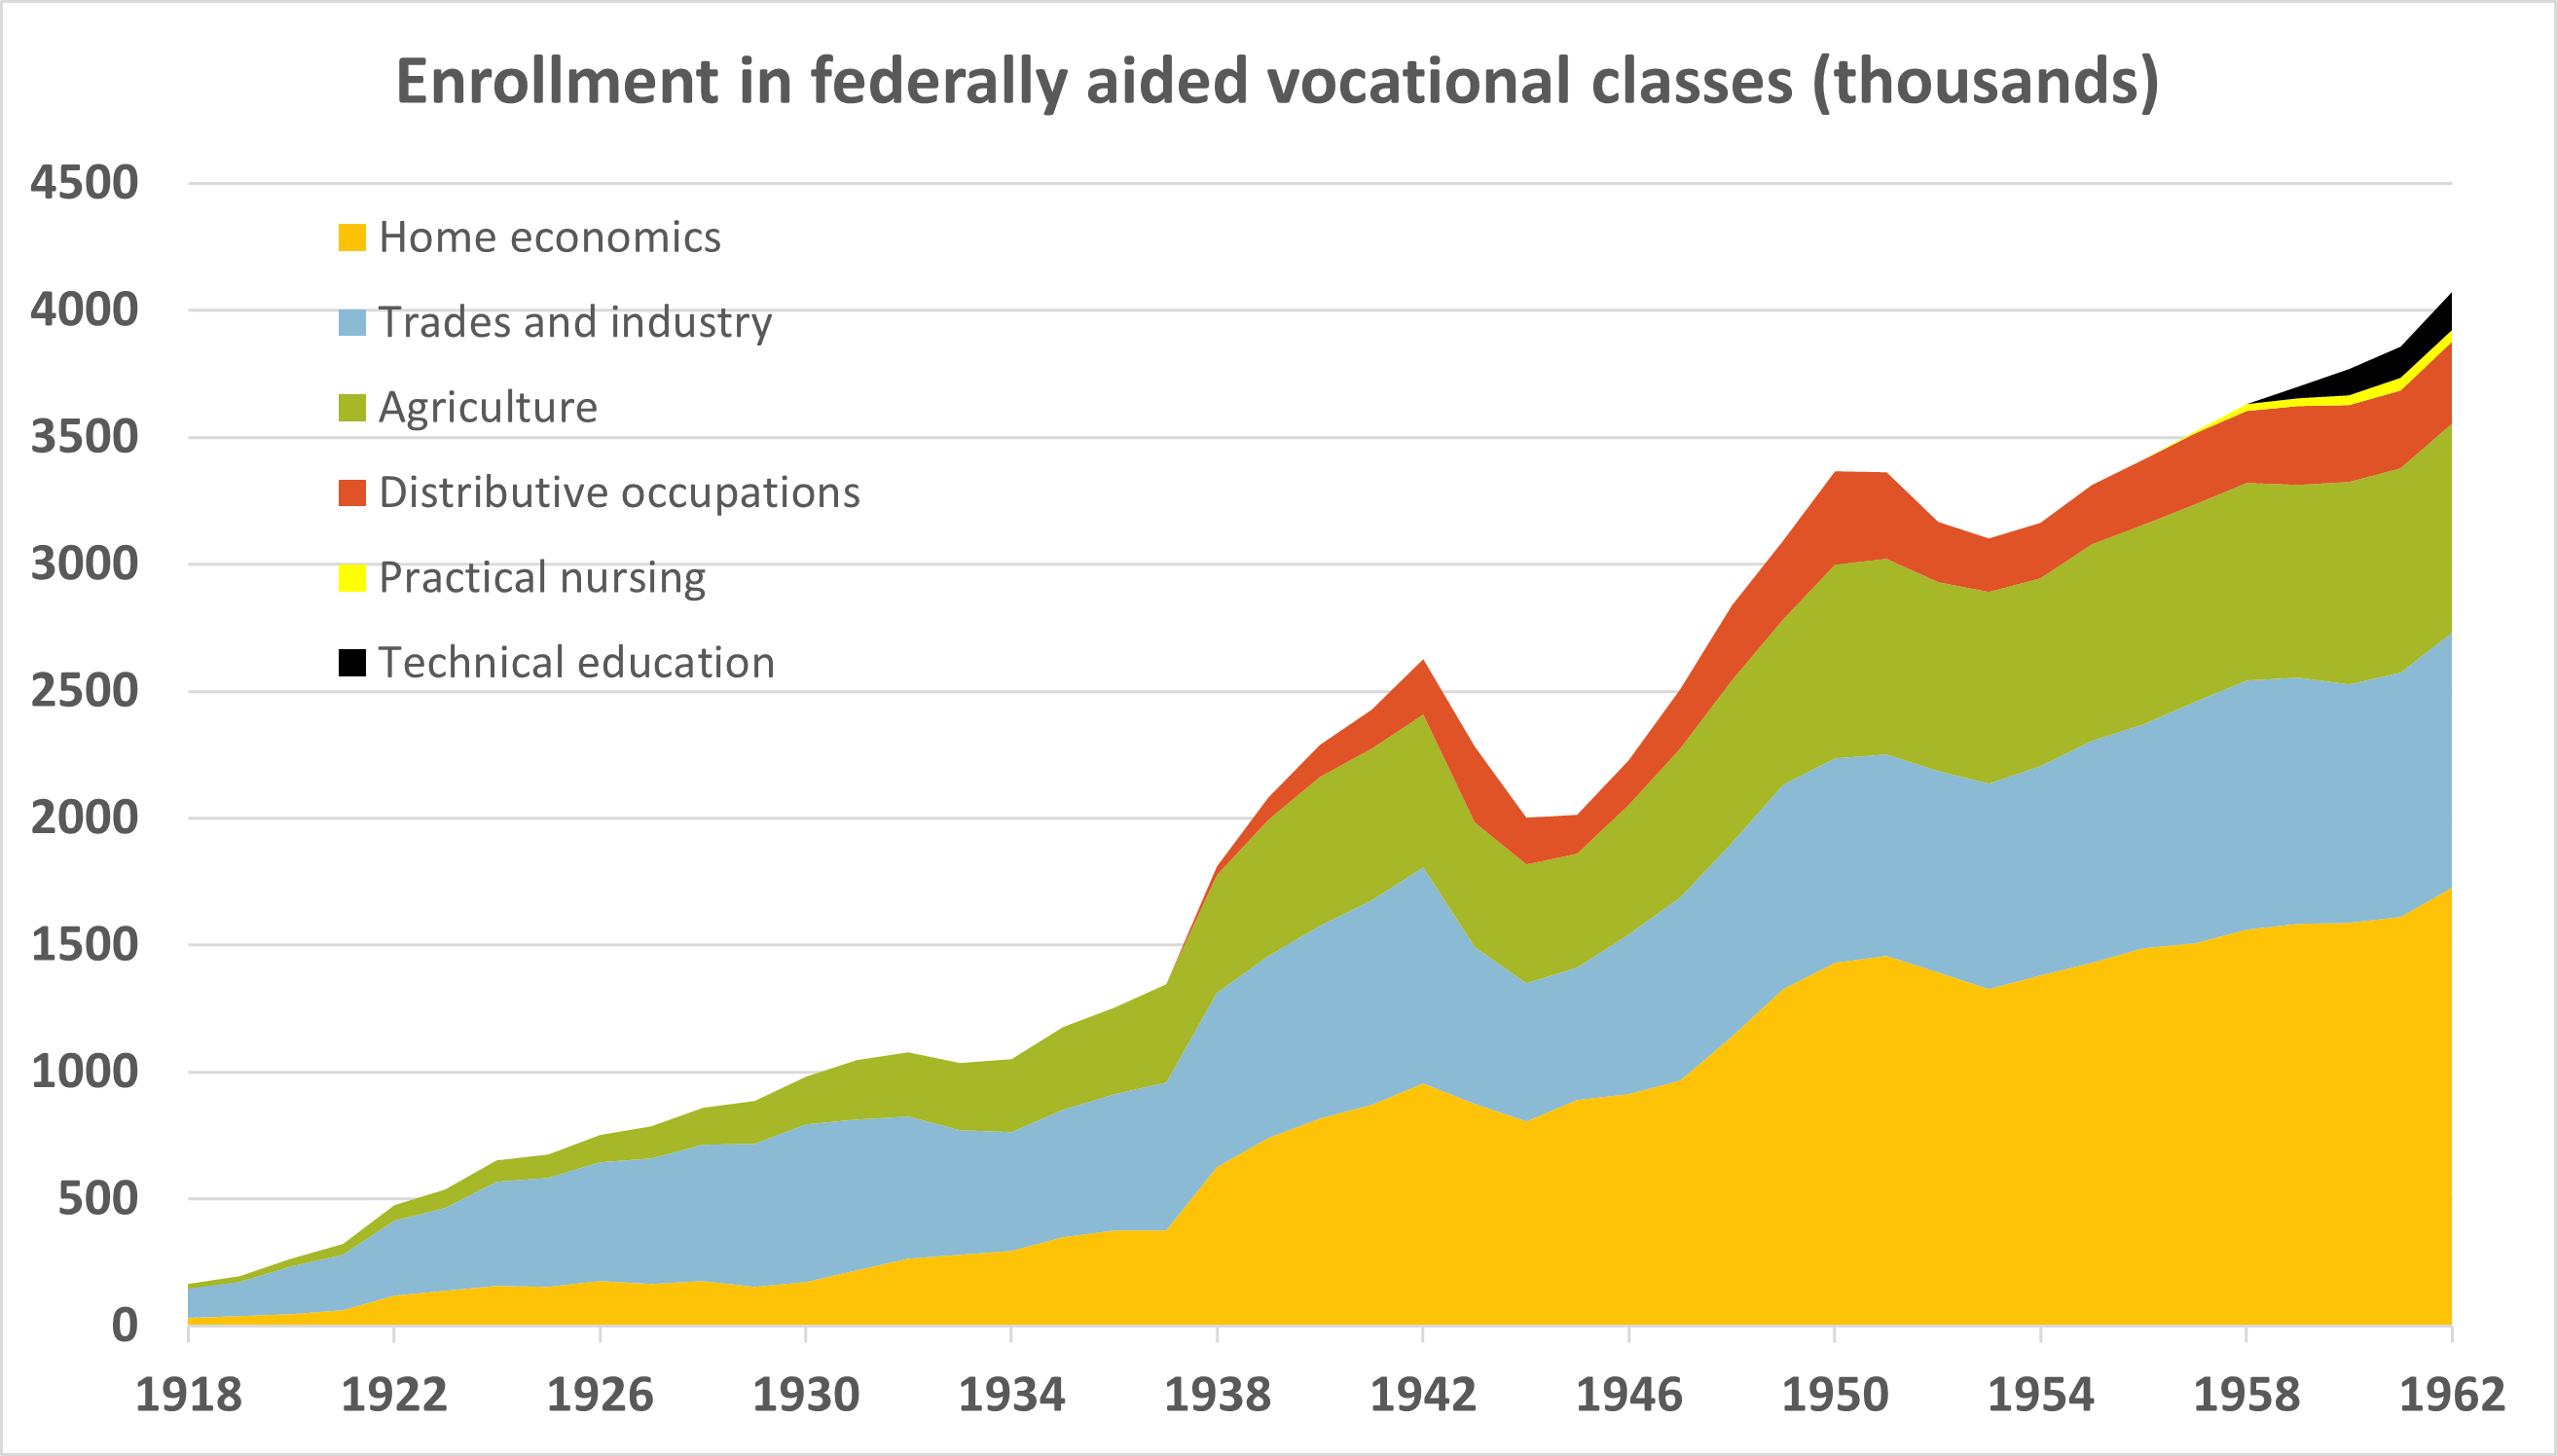 Enrollment in federally aided vocational classes (thousands)
4500
4000
3500
3000
2500
2000
1500
1000
500
0
Home economics
Trades and industry
Agriculture
Distributive occupations
Practical nursing
Technical education
1918 1922 1926 1930 1934 1938 1942 1946 1950 1954 1958 1962